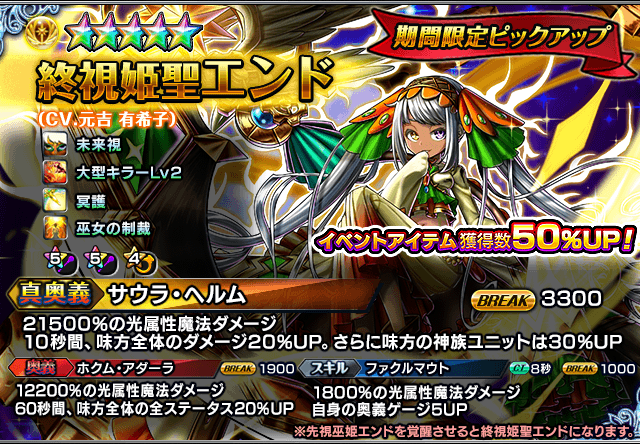 期間限定ピックアップ
終視姫聖エンド
(CV.元吉 有希子)
未来視
大型キラーLv2
冥護
巫女の制裁
5 5 4
イベントアイテム獲得数50%UP!
真奥義 サウラ・ヘルム BREAK 3300
21500%の光属性魔法ダメージ
10秒間、味方全体のダメージ20%UP。さらに味方の神族ユニットは30%UP
奥義 ホクム・アダーラ BREAK 1900
12200%の光属性魔法ダメージ
60秒間、味方全体の全ステータス20%UP
スキル ファクルマウト CT 8秒 BREAK 1000
1800%の光属性魔法ダメージ
自身の奥義ゲージ5UP
※先視巫姫エンドを覚醒させると終視姫聖エンドになります。